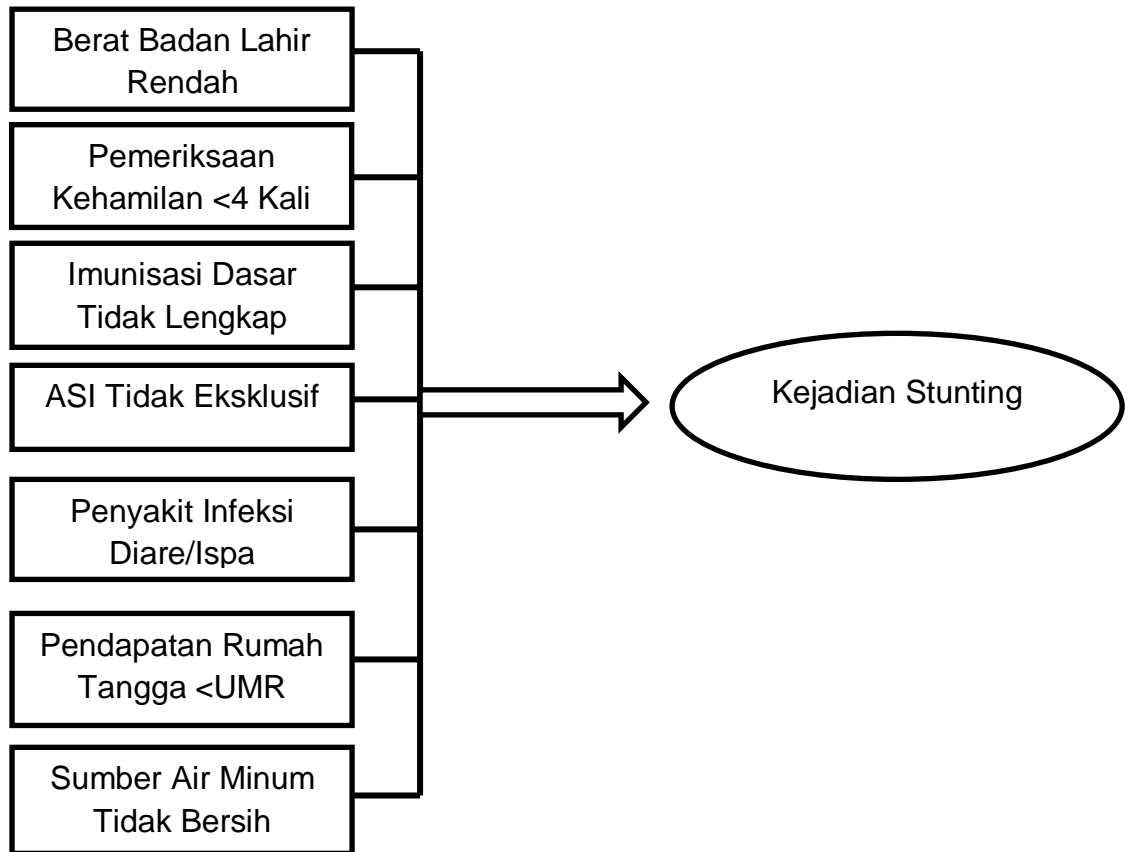 Berat Badan Lahir
Rendah
Pemeriksaan
Kehamilan <4 Kali
Imunisasi Dasar
Tidak Lengkap
ASI Tidak Eksklusif
Penyakit Infeksi
Diare/Ispa
Pendapatan Rumah
Tangga <UMR
Sumber Air Minum
Tidak Bersih
Kejadian Stunting